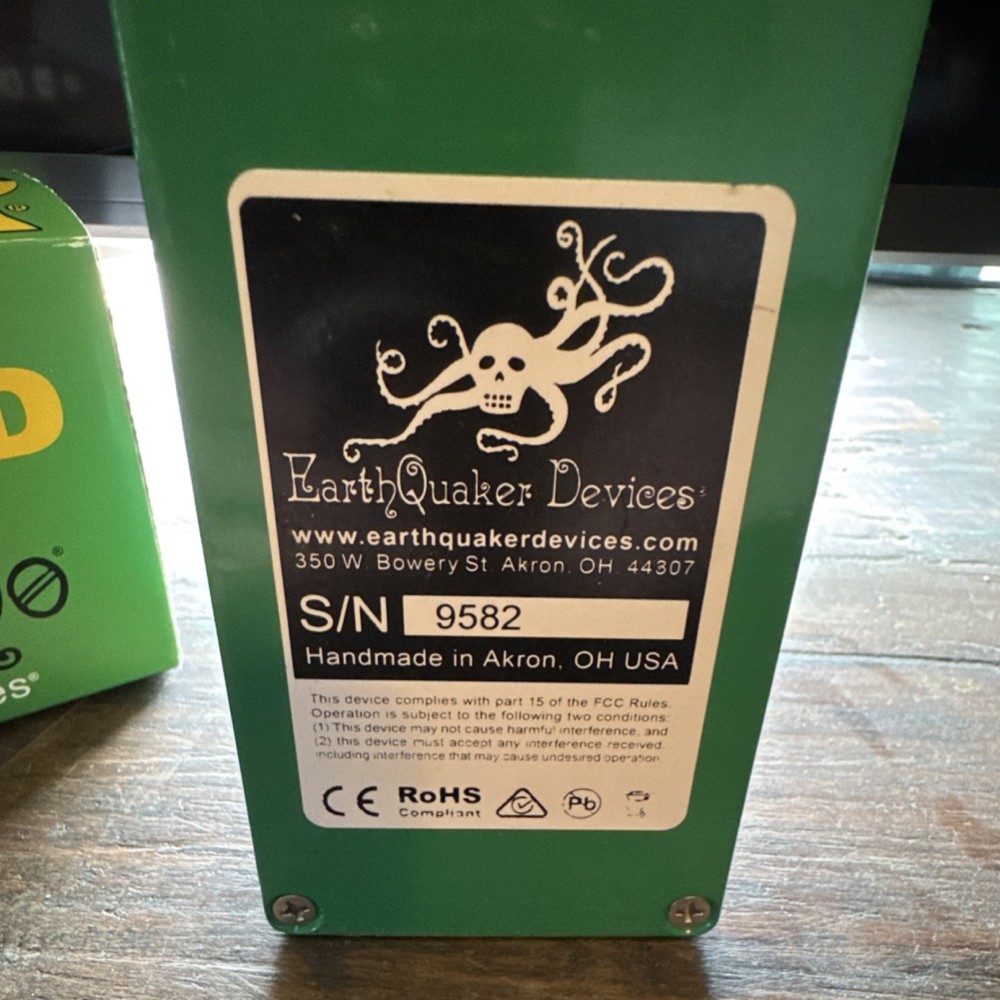 EarthQuaker Devices
www.earthquakerdevices.com
350 W. Bowery St. Akron, OH. 44307
S/N 9582
Handmade in Akron, OH USA
This device complies with part 15 of the FCC Rules.
Operation is subject to the following two conditions:
(1) This device may not cause harmful interference, and
(2) this device must accept any interference received,
including interference that may cause undesired operation.
CE RoHS Compliant Pb
D
es®